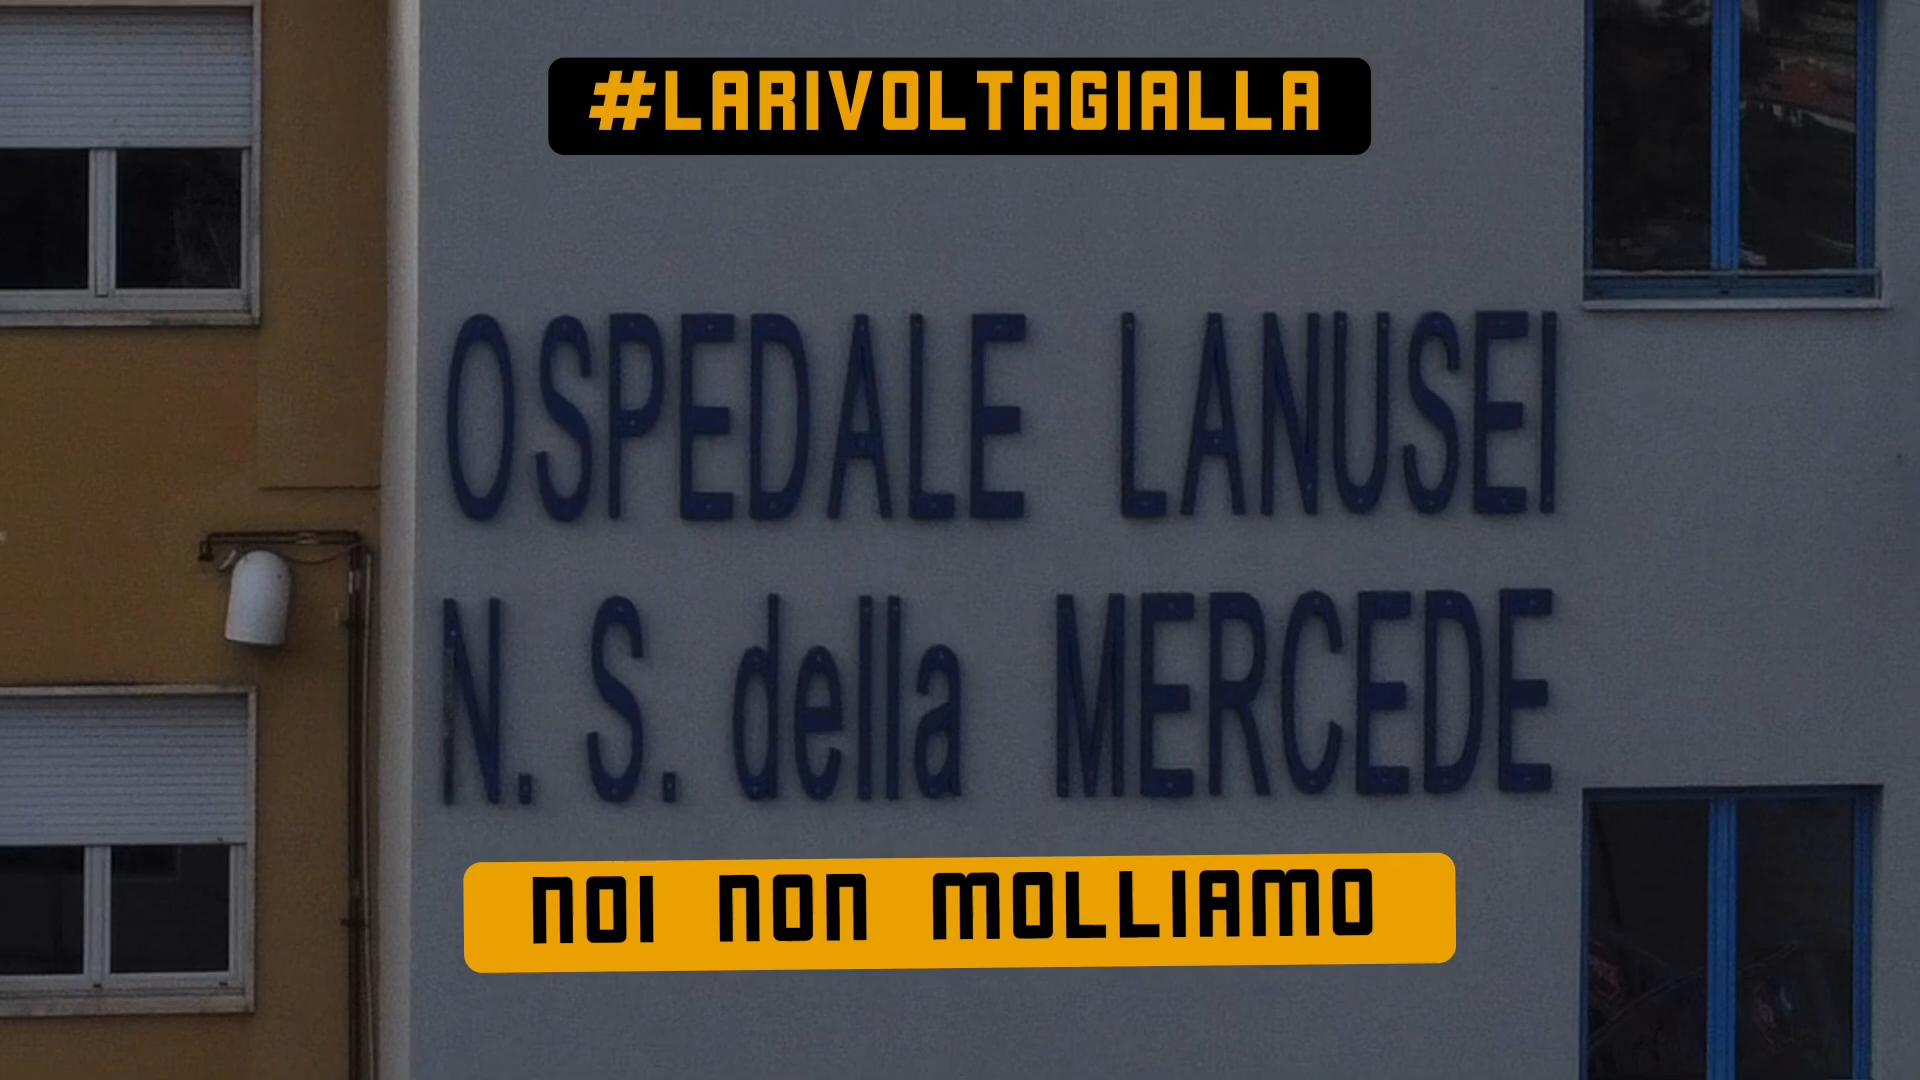 #LARIVOLTAGIALLA
OSPEDALE LANUSEI
N. S. della MERCEDE
NOI NON MOLLIAMO